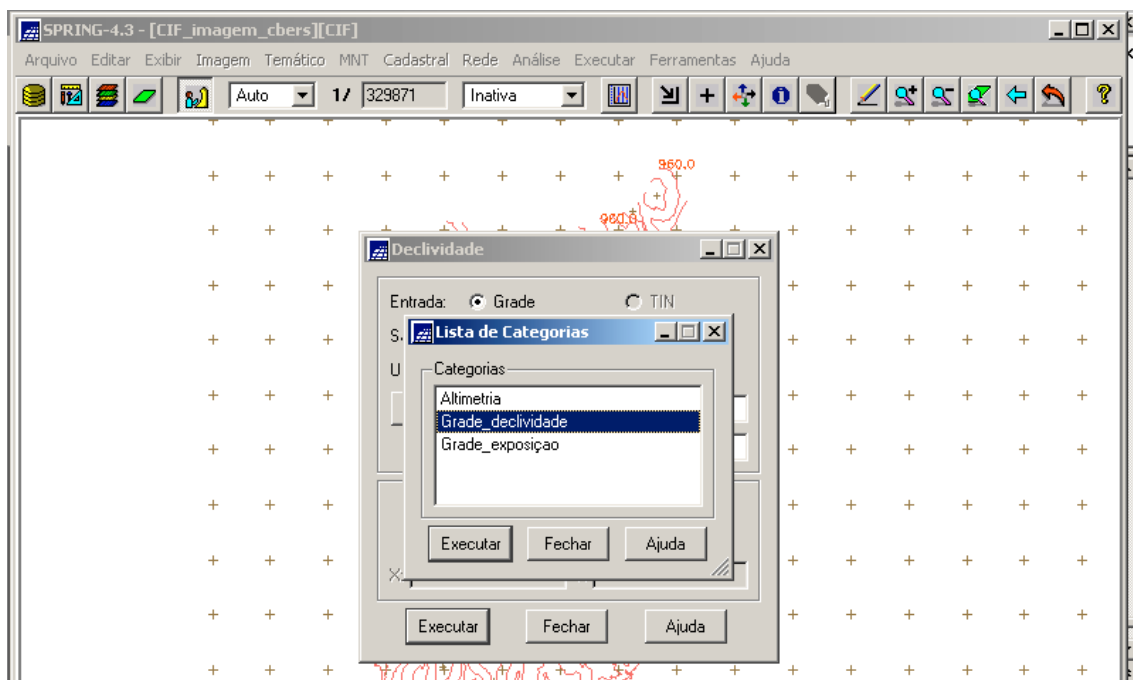 SPRING-4.3 - [CIF_imagem_cbers][CIF]
Arquivo Editar Exibir Imagem Temático MNT Cadastral Rede Análise Executar Ferramentas Ajuda
Auto 1/ 329871 Inativa
960.0
960.0
Declividade
Entrada: Grade TIN
S
Lista de Categorias
U
Categorias
Altimetria
Grade_declividade
Grade_exposiçao
Executar Fechar Ajuda
X:
Executar Fechar Ajuda